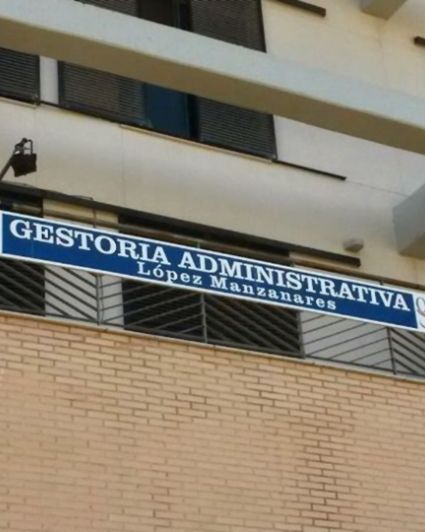 GESTORIA ADMINISTRATIVA
López Manzanares